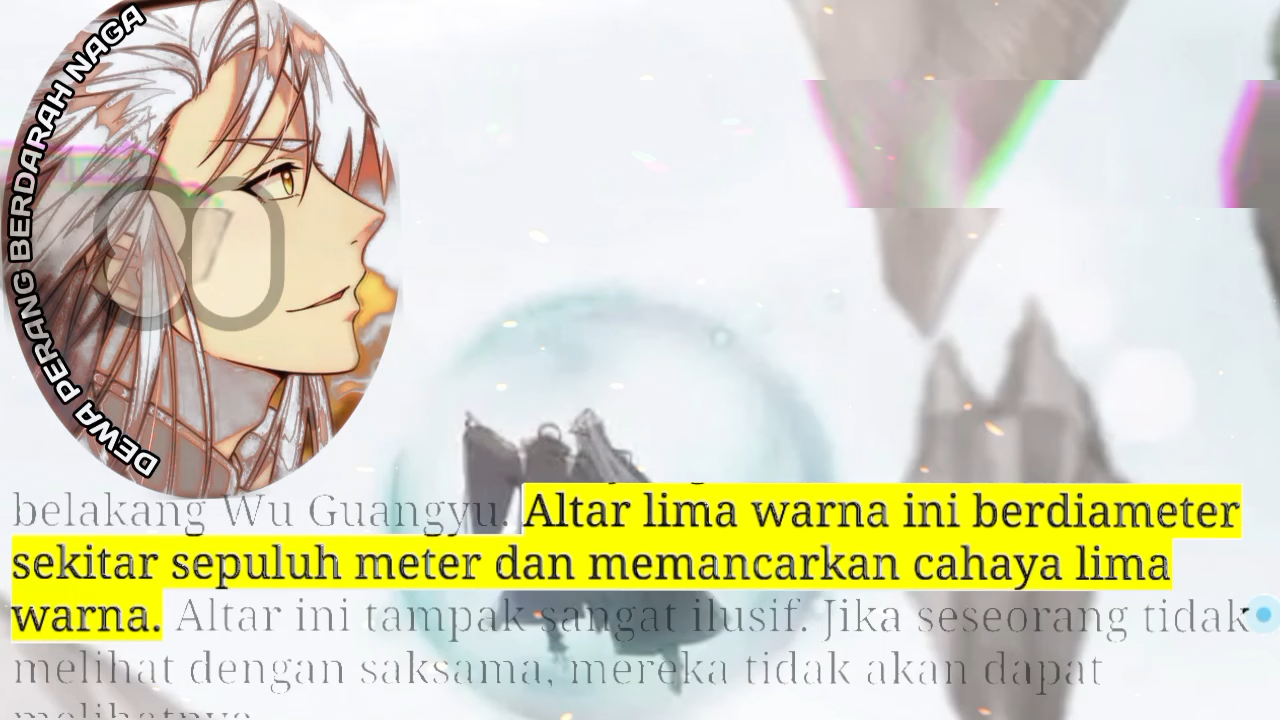 DEWA PERANG BERDARAH NAGA
belakang Wu Guangyu. Altar lima warna ini berdiameter
sekitar sepuluh meter dan memancarkan cahaya lima
warna. Altar ini tampak sangat ilusif. Jika seseorang tidak
melihat dengan saksama, mereka tidak akan dapat
melihatnya.